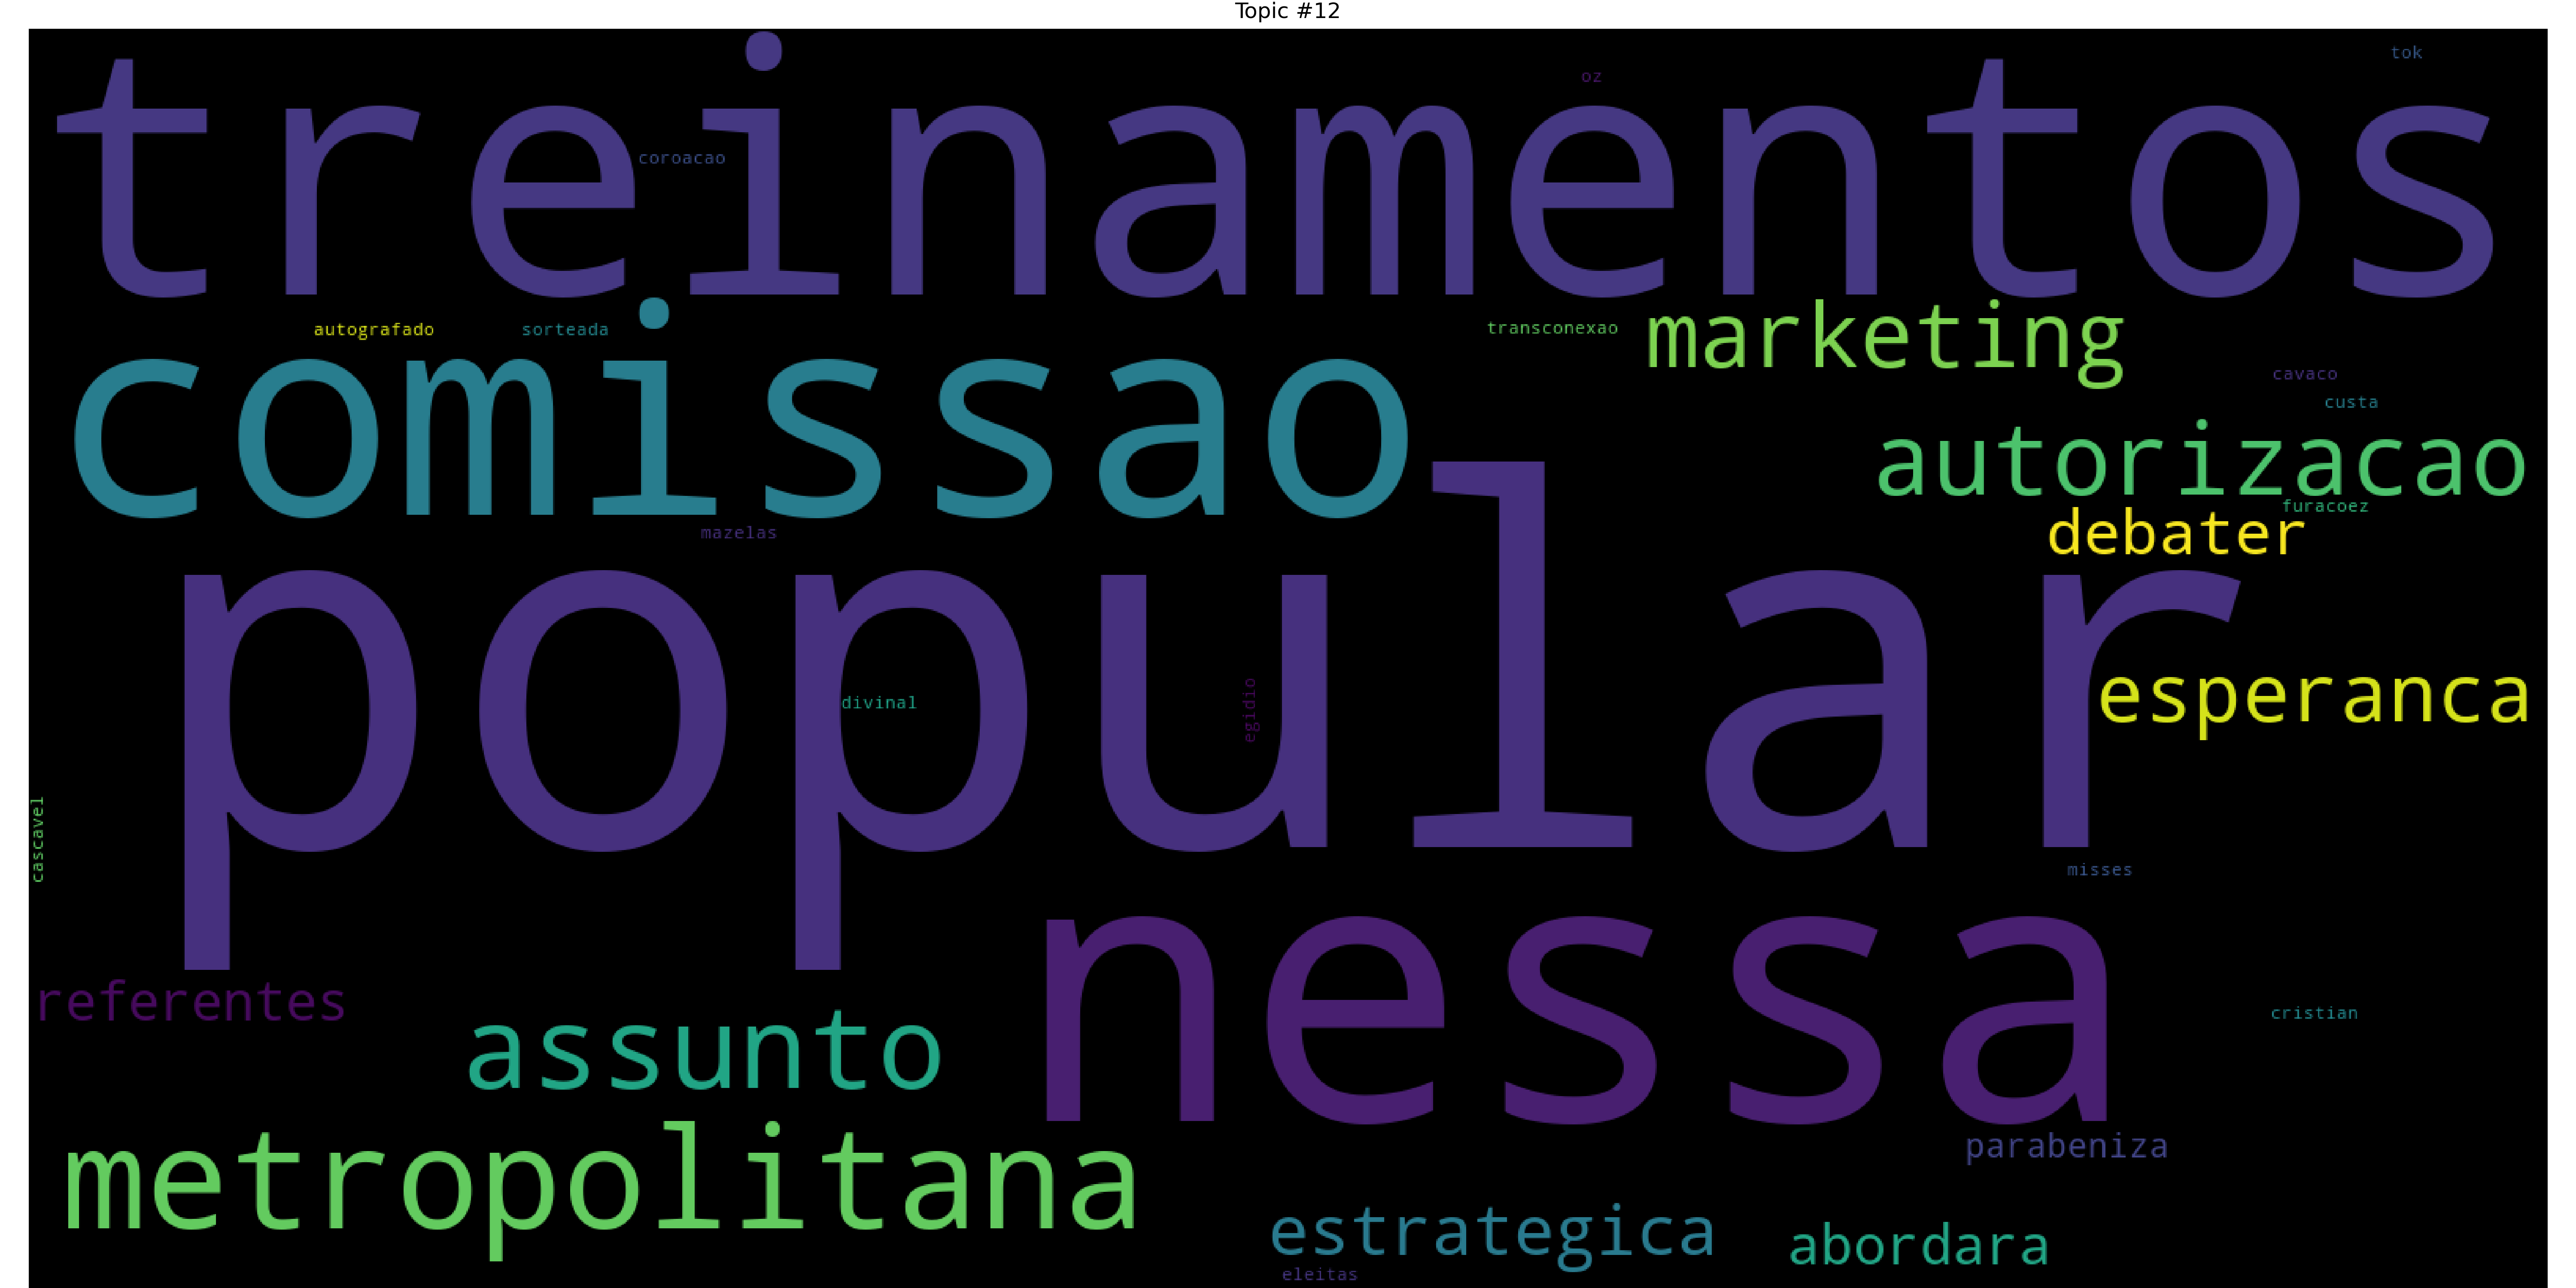 Topic #12
tok
oz
treinamentos
coroacao
autografado
sorteada
transconexao
marketing
cavaco
custa
comissao
autorizacao
furacoez
mazelas
debater
popular
divinal
egidio
esperanca
cascavel
misses
nessa
referentes
cristian
assunto
parabeniza
metropolitana
estrategica
abordara
eleitas